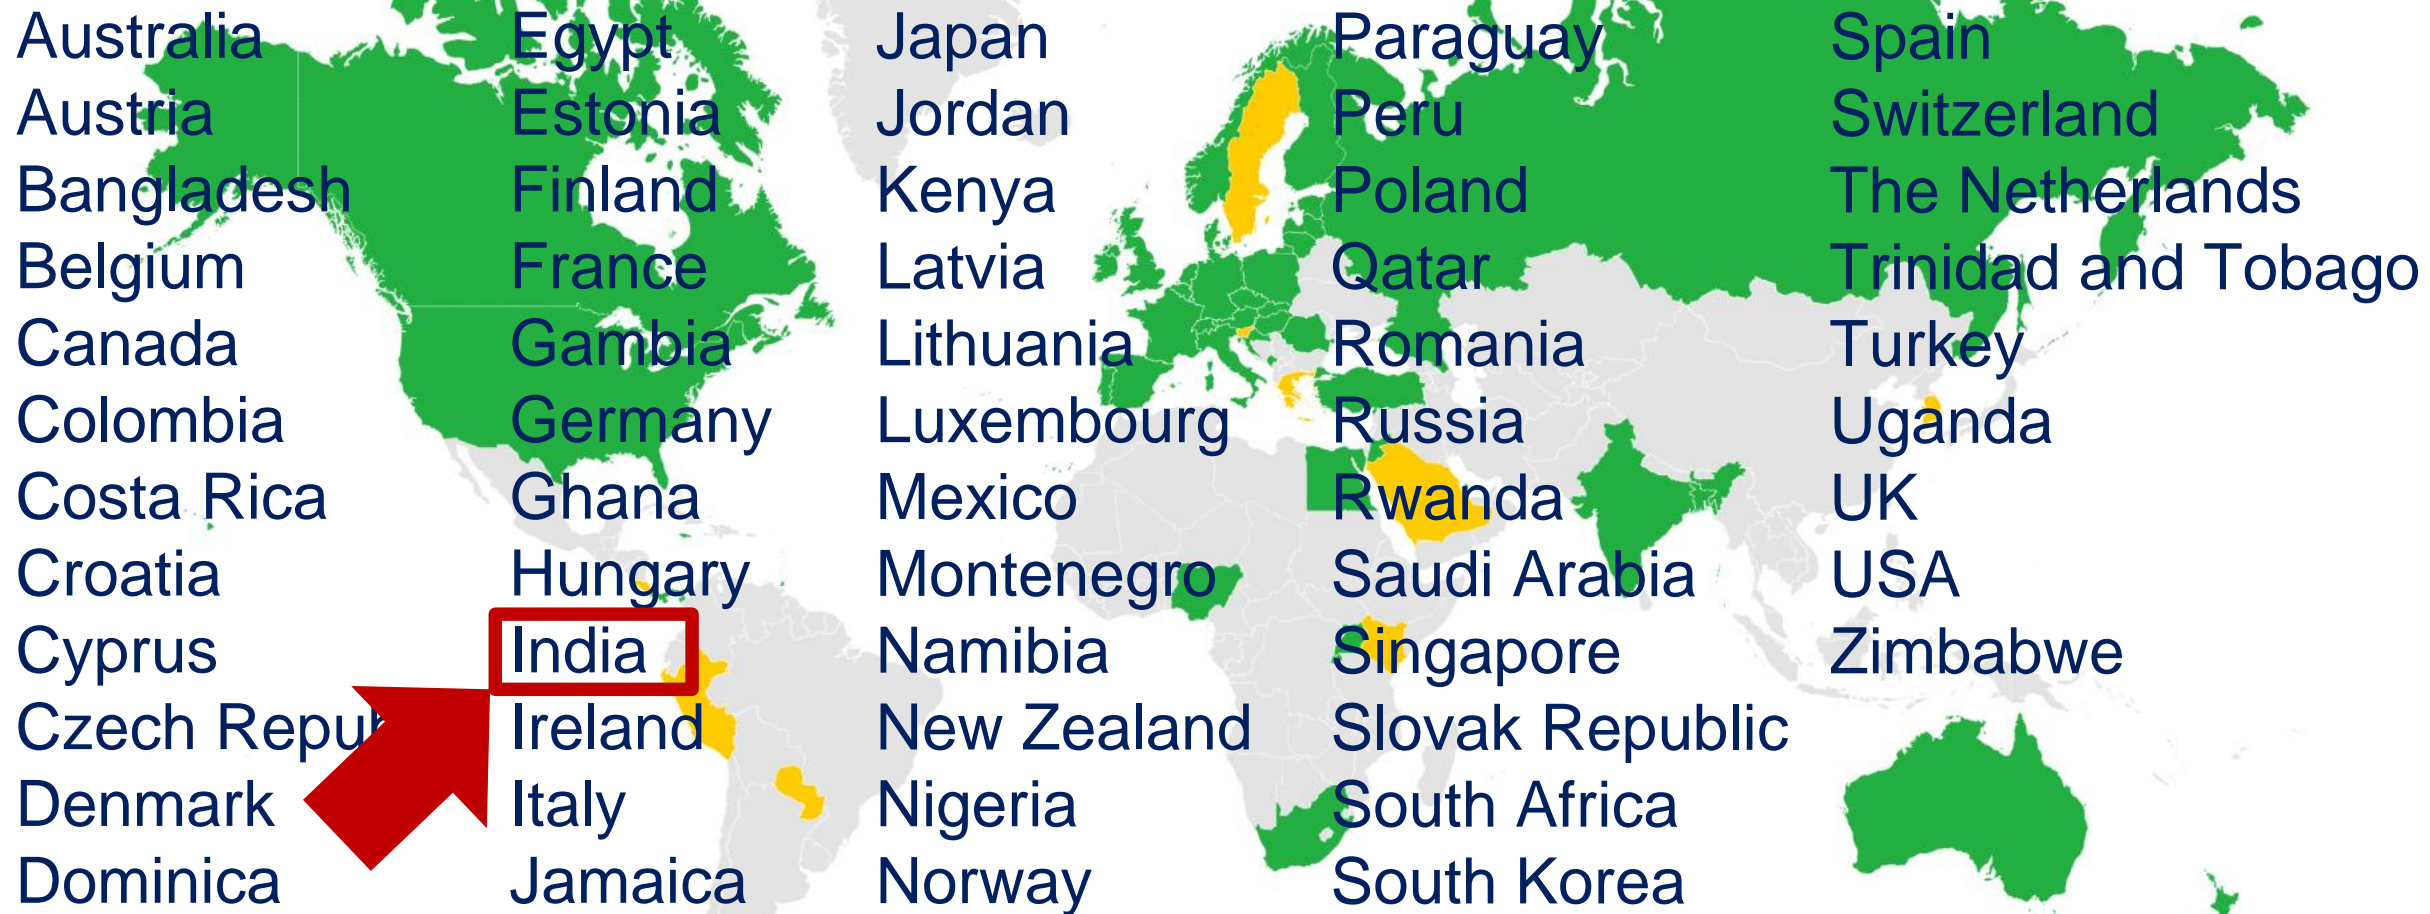 Australia
Austria
Bangladesh
Belgium
Canada
Colombia
Costa Rica
Croatia
Cyprus
Czech
Denmark
Dominica
Egypt
Estonia
Finland
France
Gambia
Germany
Ghana
Hungary
India
Ireland
Italy
Jamaica
Japan
Jordan
Kenya
Latvia
Lithuania
Luxembourg
Mexico
Montenegro
Namibia
New Zealand
Nigeria
Norway
Paraguay
Peru
Poland
Qatar
Romania
Russia
Rwanda
Saudi Arabia
Singapore
Slovak Republic
South Africa
South Korea
Spain
Switzerland
The Netherlands
Trinidad and Tobago
Turkey
Uganda
UK
USA
Zimbabwe